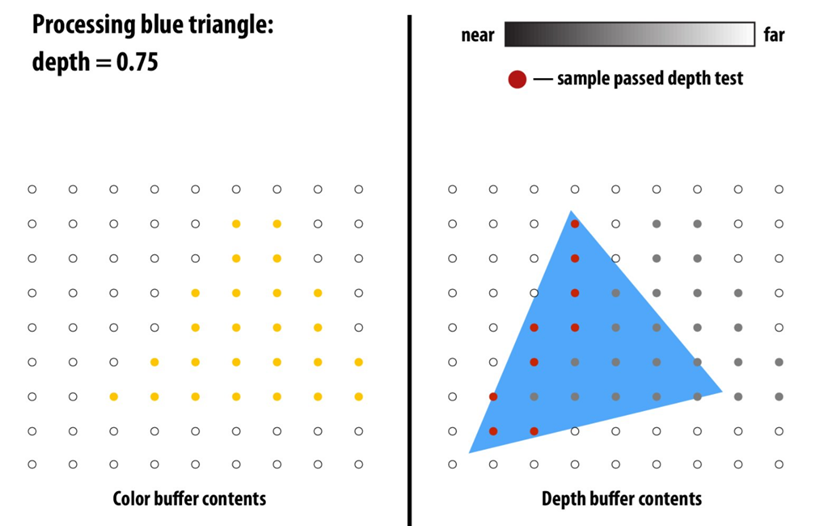 Processing blue triangle:
depth = 0.75
near
far
— sample passed depth test
Color buffer contents
Depth buffer contents